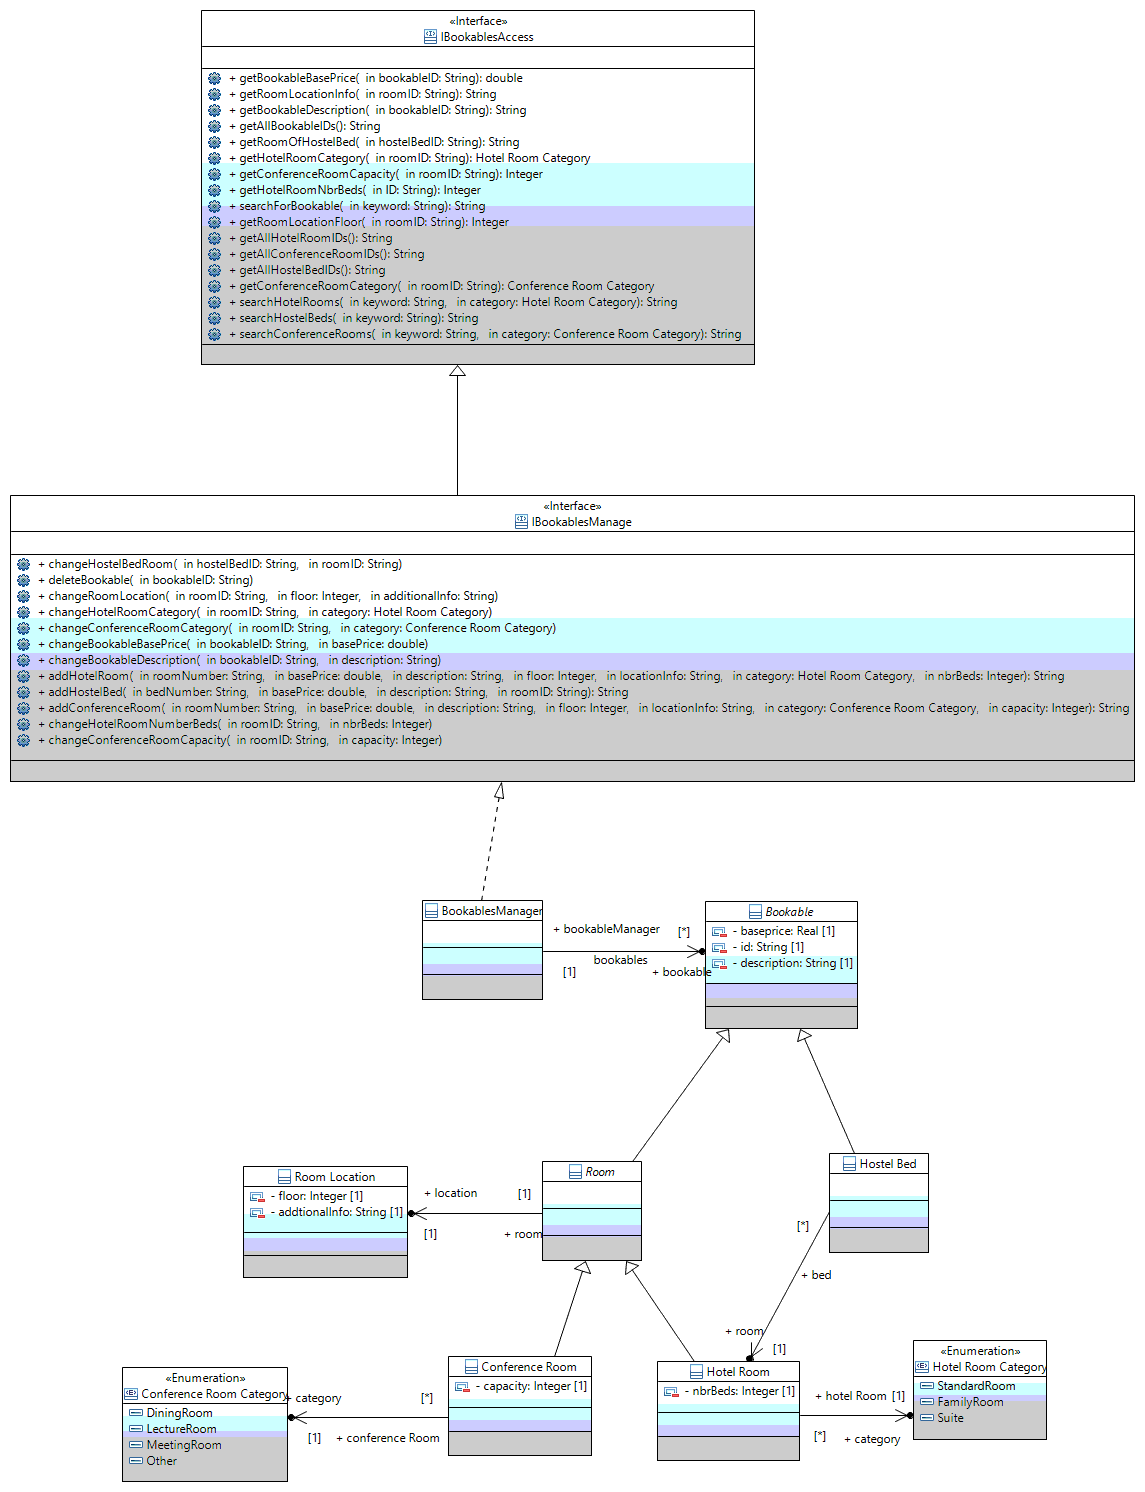 «Interface»
IBookablesAccess
+ getBookableBasePrice( in bookableID: String): double
+ getRoomLocationInfo( in roomID: String): String
+ getBookableDescription( in bookableID: String): String
+ getAllBookableIDs(): String
+ getRoomOfHostelBed( in hostelBedID: String): String
+ getHotelRoomCategory( in roomID: String): Hotel Room Category
+ getConferenceRoomCapacity( in roomID: String): Integer
+ getHotelRoomNbrBeds( in ID: String): Integer
+ searchForBookable( in keyword: String): String
+ getRoomLocationFloor( in roomID: String): Integer
+ getAllHotelRoomIDs(): String
+ getAllConferenceRoomIDs(): String
+ getAllHostelBedIDs(): String
+ getConferenceRoomCategory( in roomID: String): Conference Room Category
+ searchHotelRooms( in keyword: String, in category: Hotel Room Category): String
+ searchHostelBeds( in keyword: String): String
+ searchConferenceRooms( in keyword: String, in category: Conference Room Category): String
«Interface»
IBookablesManage
+ changeHostelBedRoom( in hostelBedID: String, in roomID: String)
+ deleteBookable( in bookableID: String)
+ changeRoomLocation( in roomID: String, in floor: Integer, in additionalInfo: String)
+ changeHotelRoomCategory( in roomID: String, in category: Hotel Room Category)
+ changeConferenceRoomCategory( in roomID: String, in category: Conference Room Category)
+ changeBookableBasePrice( in bookableID: String, in basePrice: double)
+ changeBookableDescription( in bookableID: String, in description: String)
+ addHotelRoom( in roomNumber: String, in basePrice: double, in description: String, in floor: Integer, in locationInfo: String, in category: Hotel Room Category, in nbrBeds: Integer): String
+ addHostelBed( in bedNumber: String, in basePrice: double, in description: String, in roomID: String): String
+ addConferenceRoom( in roomNumber: String, in basePrice: double, in description: String, in floor: Integer, in locationInfo: String, in category: Conference Room Category, in capacity: Integer): String
+ changeHotelRoomNumberBeds( in roomID: String, in nbrBeds: Integer)
+ changeConferenceRoomCapacity( in roomID: String, in capacity: Integer)
BookablesManager
+ bookableManager
[*]
bookables
[1]
+ bookable
Bookable
- baseprice: Real [1]
- id: String [1]
- description: String [1]
Room Location
- floor: Integer [1]
- addtionalInfo: String [1]
+ location
[1]
[1]
+ room
Room
Hostel Bed
[*]
+ bed
+ room
[1]
«Enumeration»
Conference Room Category
DiningRoom
LectureRoom
MeetingRoom
Other
+ category
[*]
[1]
+ conference Room
Conference Room
- capacity: Integer [1]
Hotel Room
- nbrBeds: Integer [1]
+ hotel Room
[1]
[*]
+ category
«Enumeration»
Hotel Room Category
StandardRoom
FamilyRoom
Suite